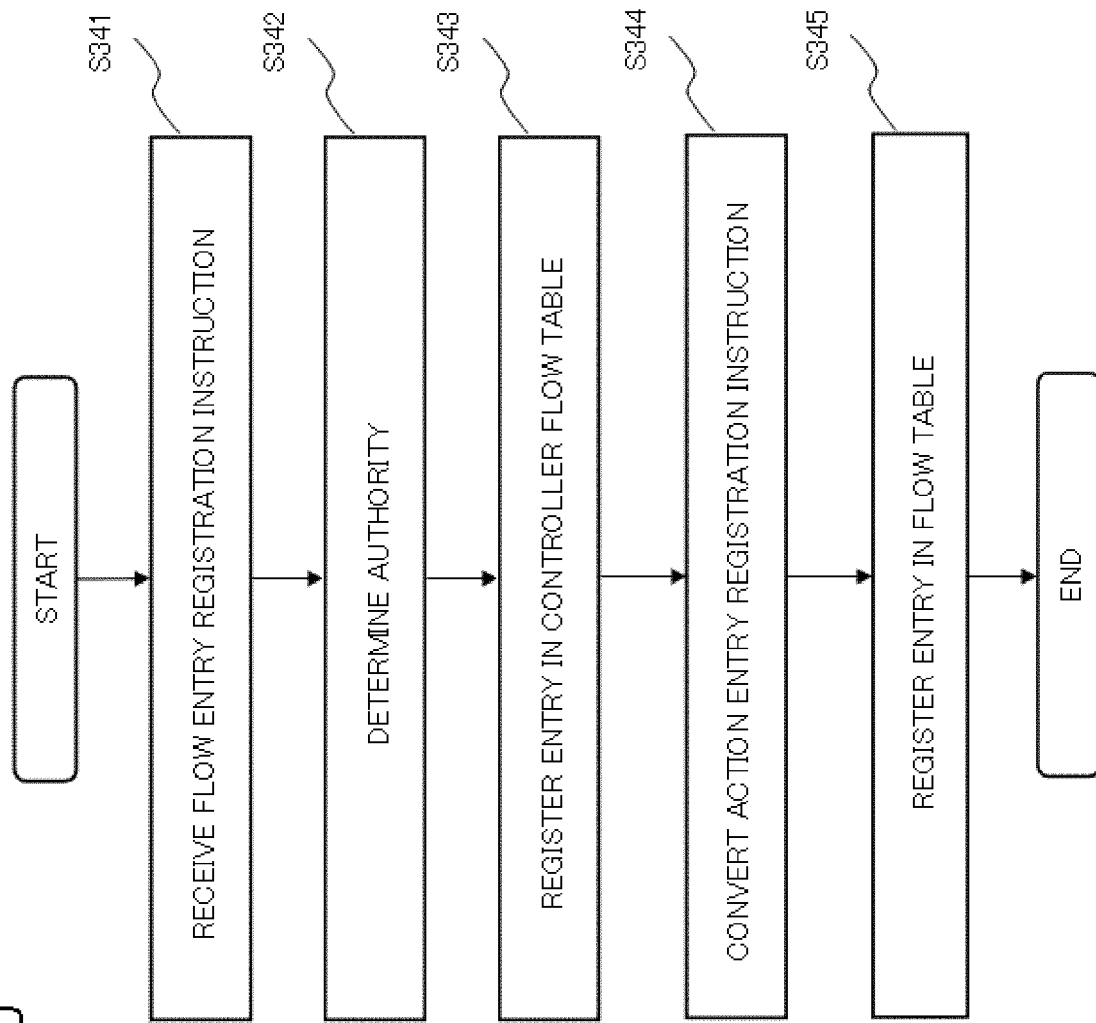 START
RECEIVE FLOW ENTRY REGISTRATION INSTRUCTION
S341
DETERMINE AUTHORITY
S342
REGISTER ENTRY IN CONTROLLER FLOW TABLE
S343
CONVERT ACTION ENTRY REGISTRATION INSTRUCTION
S344
REGISTER ENTRY IN FLOW TABLE
S345
END